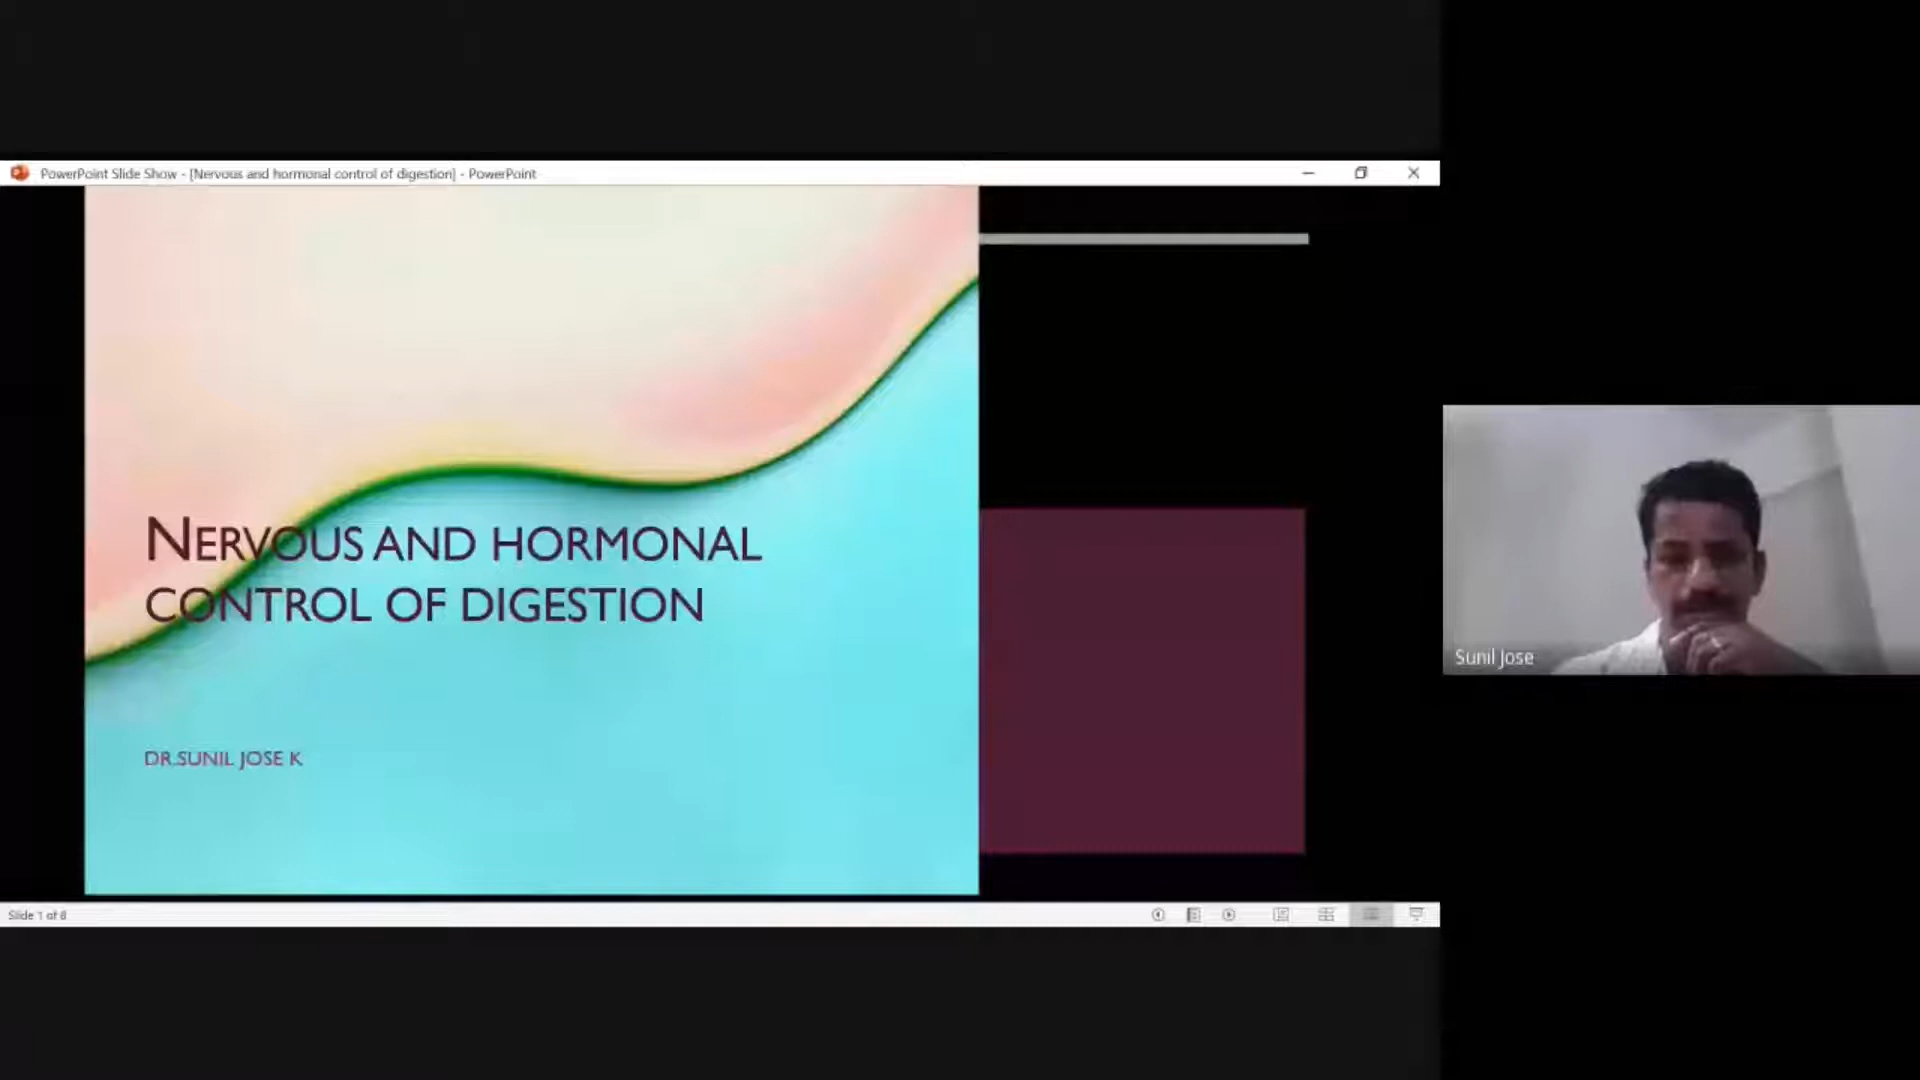 PowerPoint Slide Show - [Nervous and hormonal control of digestion] - PowerPoint
NERVOUS AND HORMONAL
CONTROL OF DIGESTION
DR.SUNIL JOSE K
Sunil Jose
Slide 1 of 8